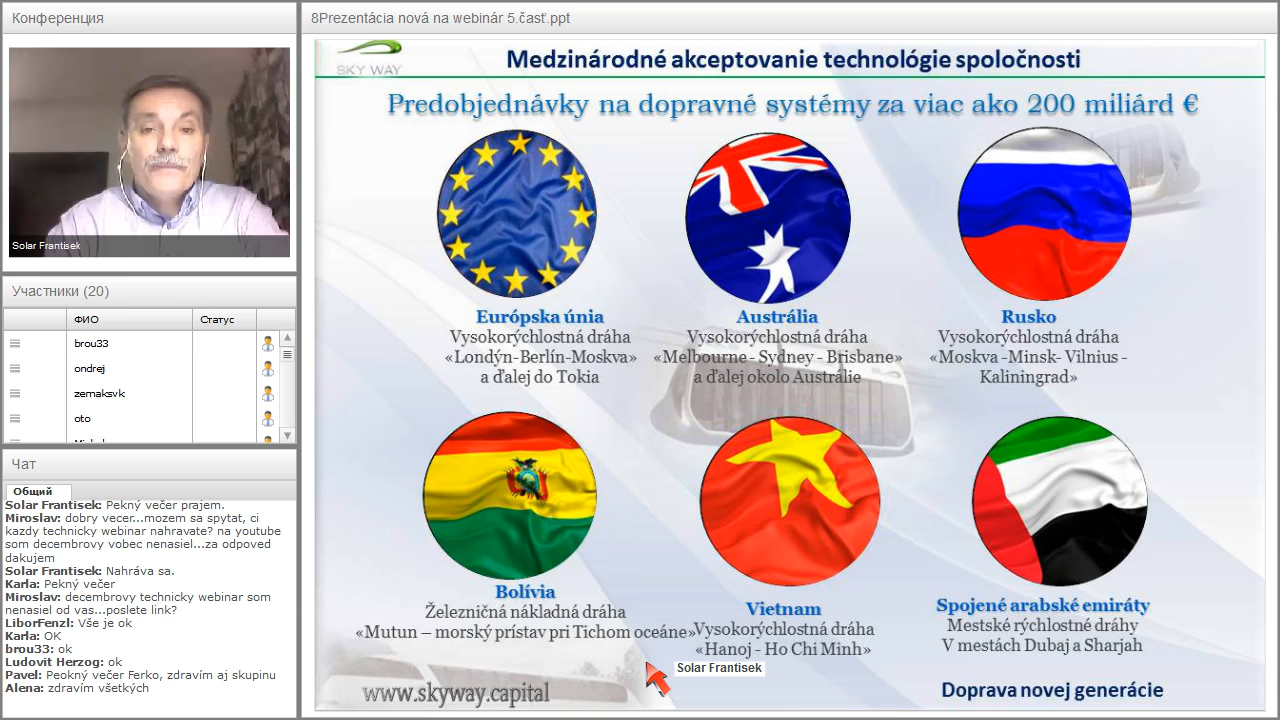 Конференция
Solar Frantisek
Участники (20)
ФИО
Статус
brou33
ondrej
zemaksvk
oto
Чат
Общий
Solar Frantisek: Pekný večer prajem.
Miroslav: dobry vecer...mozem sa spytat, ci
kazdy technicky webinar nahravate? na youtube
som decembrovy vobec nenasiel...za odpoved
dakujem
Solar Frantisek: Nahráva sa.
Karla: Pekný večer
Miroslav: decembrovy technicky webinar som
nenasiel od vas...poslete link?
LiborFenzl: Vše je ok
Karla: OK
brou33: ok
Ludovit Herzog: ok
Pavel: Peokný večer Ferko, zdravím aj skupinu
Alena: zdravím všetkých
8Prezentácia nová na webinár 5.časť.ppt
SKY WAY
Medzinárodné akceptovanie technológie spoločnosti
Predobjednávky na dopravné systémy za viac ako 200 miliárd €
Európska únia
Vysokorýchlostná dráha
«Londýn-Berlín-Moskva»
a ďalej do Tokia
Austrália
Vysokorýchlostná dráha
«Melbourne - Sydney - Brisbane»
a ďalej okolo Austrálie
Rusko
Vysokorýchlostná dráha
«Moskva -Minsk- Vilnius -
Kaliningrad»
Bolívia
Železničná nákladná dráha
«Mutun – morský prístav pri Tichom oceáne»
Vietnam
Vysokorýchlostná dráha
«Hanoj - Ho Chi Minh»
Spojené arabské emiráty
Mestské rýchlostné dráhy
V mestách Dubaj a Sharjah
Solar Frantisek
www.skyway.capital
Doprava novej generácie